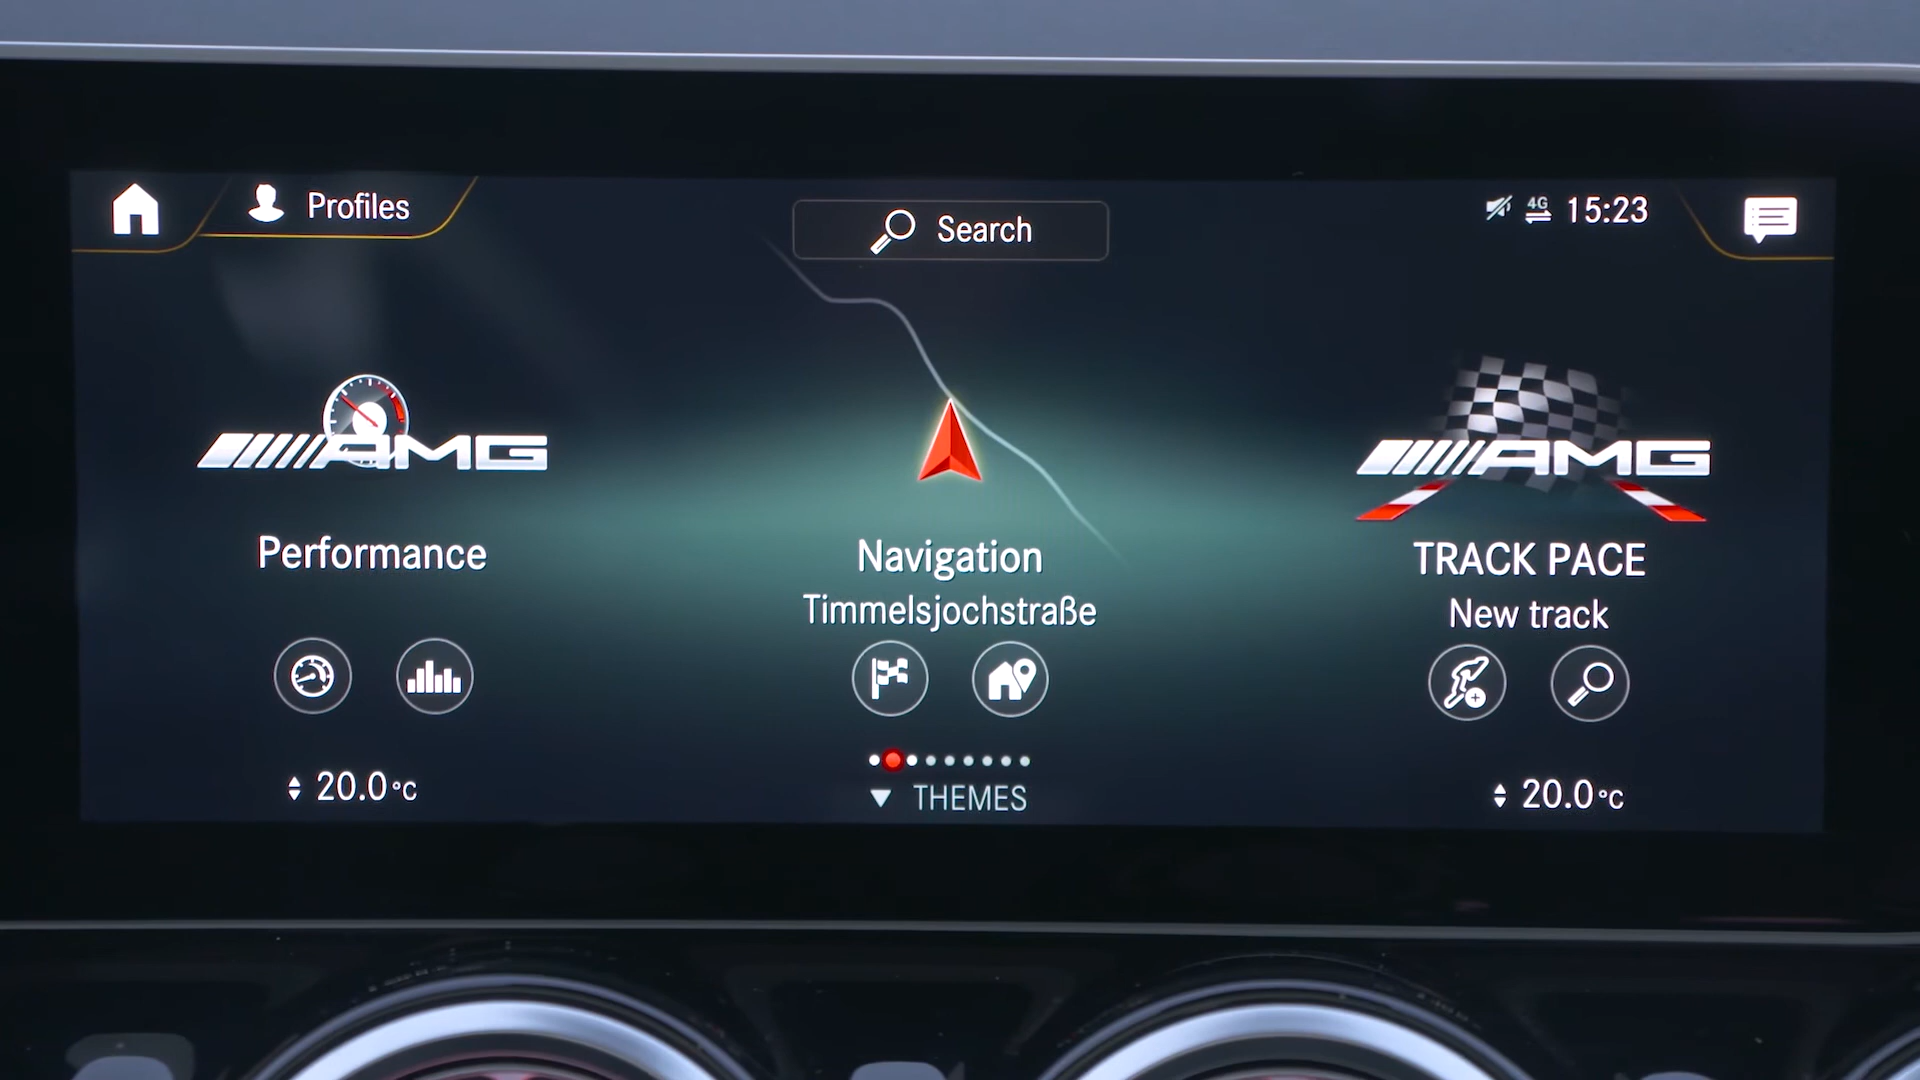 Profiles
Search
4G 15:23
AMG
AMG
Performance
Navigation
Timmelsjochstraße
TRACK PACE
New track
20.0°C
THEMES
20.0°C